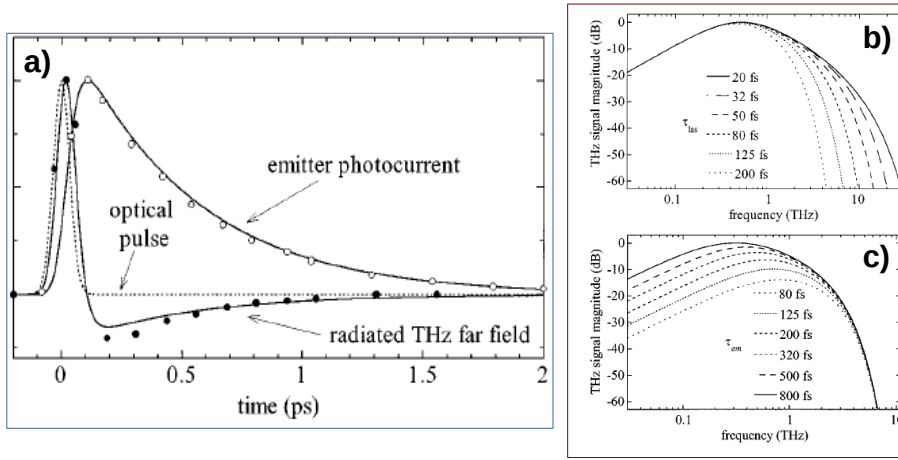 a)
emitter photocurrent
optical
pulse
radiated THz far field
0
0.5
1
1.5
2
time (ps)
b)
THz signal magnitude (dB)
0
-10
-20
-30
-40
-50
-60
τlas
20 fs
32 fs
50 fs
80 fs
125 fs
200 fs
0.1
1
10
frequency (THz)
c)
THz signal magnitude (dB)
0
-10
-20
-30
-40
-50
-60
τem
80 fs
125 fs
200 fs
320 fs
500 fs
800 fs
0.1
1
10
frequency (THz)